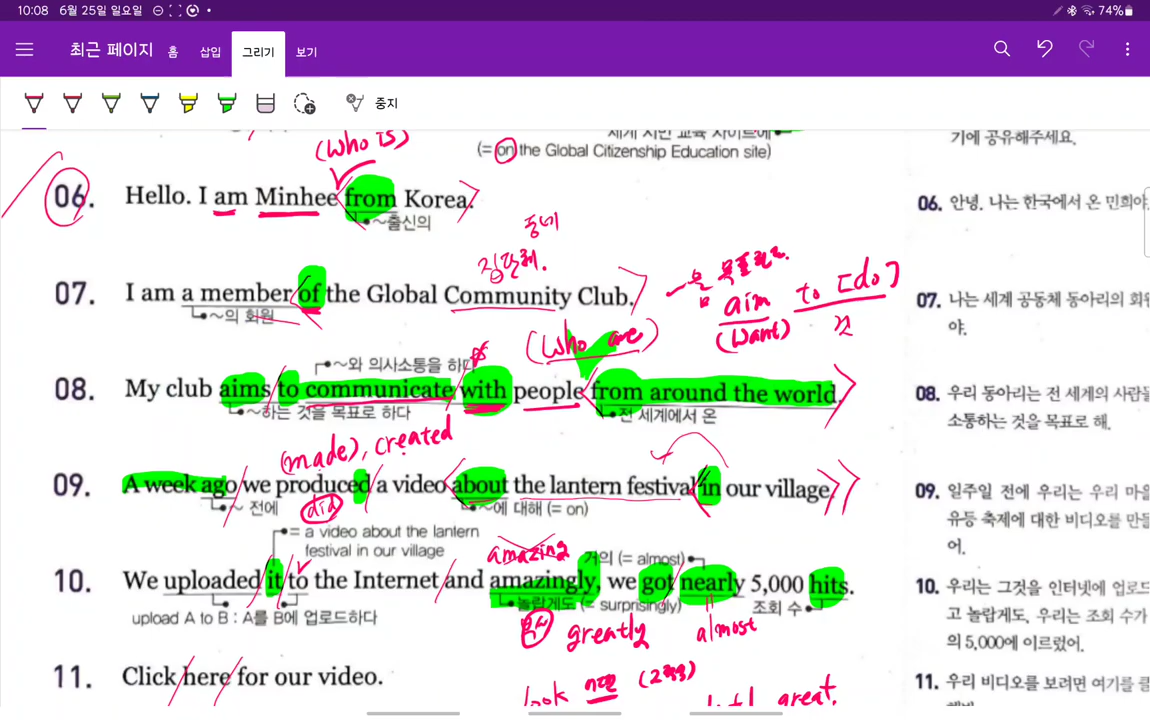 10:08 6월 25일 일요일 74%
최근 페이지 홈 삽입 그리기 보기
중지
(who is)
세계 시민 교육 사이트에
(= on the Global Citizenship Education site)
기에 공유해주세요.
06. Hello. I am Minhee from Korea.
~출신의
06. 안녕. 나는 한국에서 온 민희야.
동네
집단체.
07. I am a member of the Global Community Club.
~의 회원
aim to [do]
(want) 것
07. 나는 세계 공동체 동아리의 회원
야.
(who are)
~와 의사소통을 하다
08. My club aims to communicate with people from around the world.
~하는 것을 목표로 하다
전 세계에서 온
08. 우리 동아리는 전 세계의 사람들
소통하는 것을 목표로 해.
(made), created
09. A week ago we produced a video about the lantern festival in our village.
~ 전에
did
~에 대해 (= on)
09. 일주일 전에 우리는 우리 마을
유등 축제에 대한 비디오를 만들
어.
= a video about the lantern
festival in our village
amazing
거의 (= almost)
10. We uploaded it to the Internet and amazingly, we got nearly 5,000 hits.
upload A to B : A를 B에 업로드하다
놀랍게도 (= surprisingly)
조회 수
부사 greatly
almost
10. 우리는 그것을 인터넷에 업로드
고 놀랍게도, 우리는 조회 수가
의 5,000에 이르렀어.
11. Click here for our video.
look
great.
11. 우리 비디오를 보려면 여기를 클